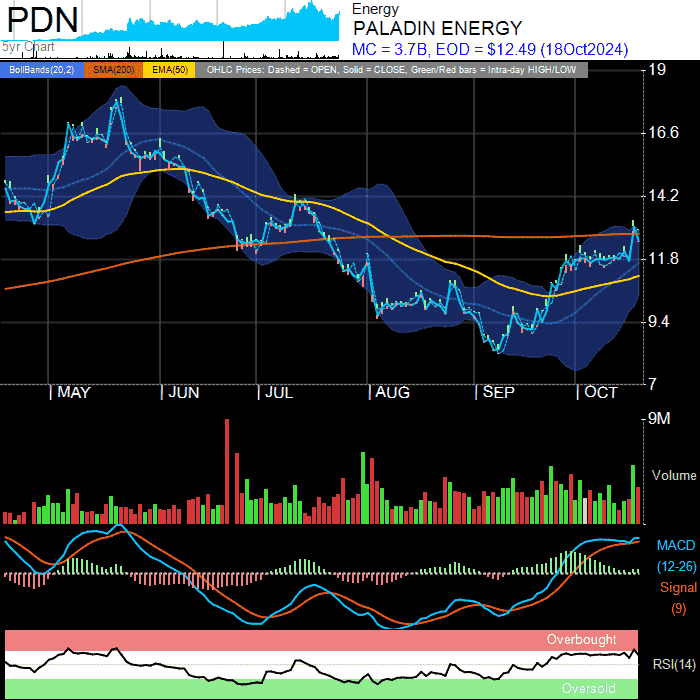 PDN
5yr Chart
Energy
PALADIN ENERGY
MC = 3.7B, EOD = $12.49 (18Oct2024)
BollBands(20,2) SMA(200) EMA(50) OHLC Prices: Dashed = OPEN, Solid = CLOSE, Green/Red bars = Intra-day HIGH/LOW
19
16.6
14.2
11.8
9.4
7
| MAY | JUN | JUL | AUG | SEP | OCT
9M
Volume
MACD
(12-26)
Signal
(9)
Overbought
RSI(14)
Oversold